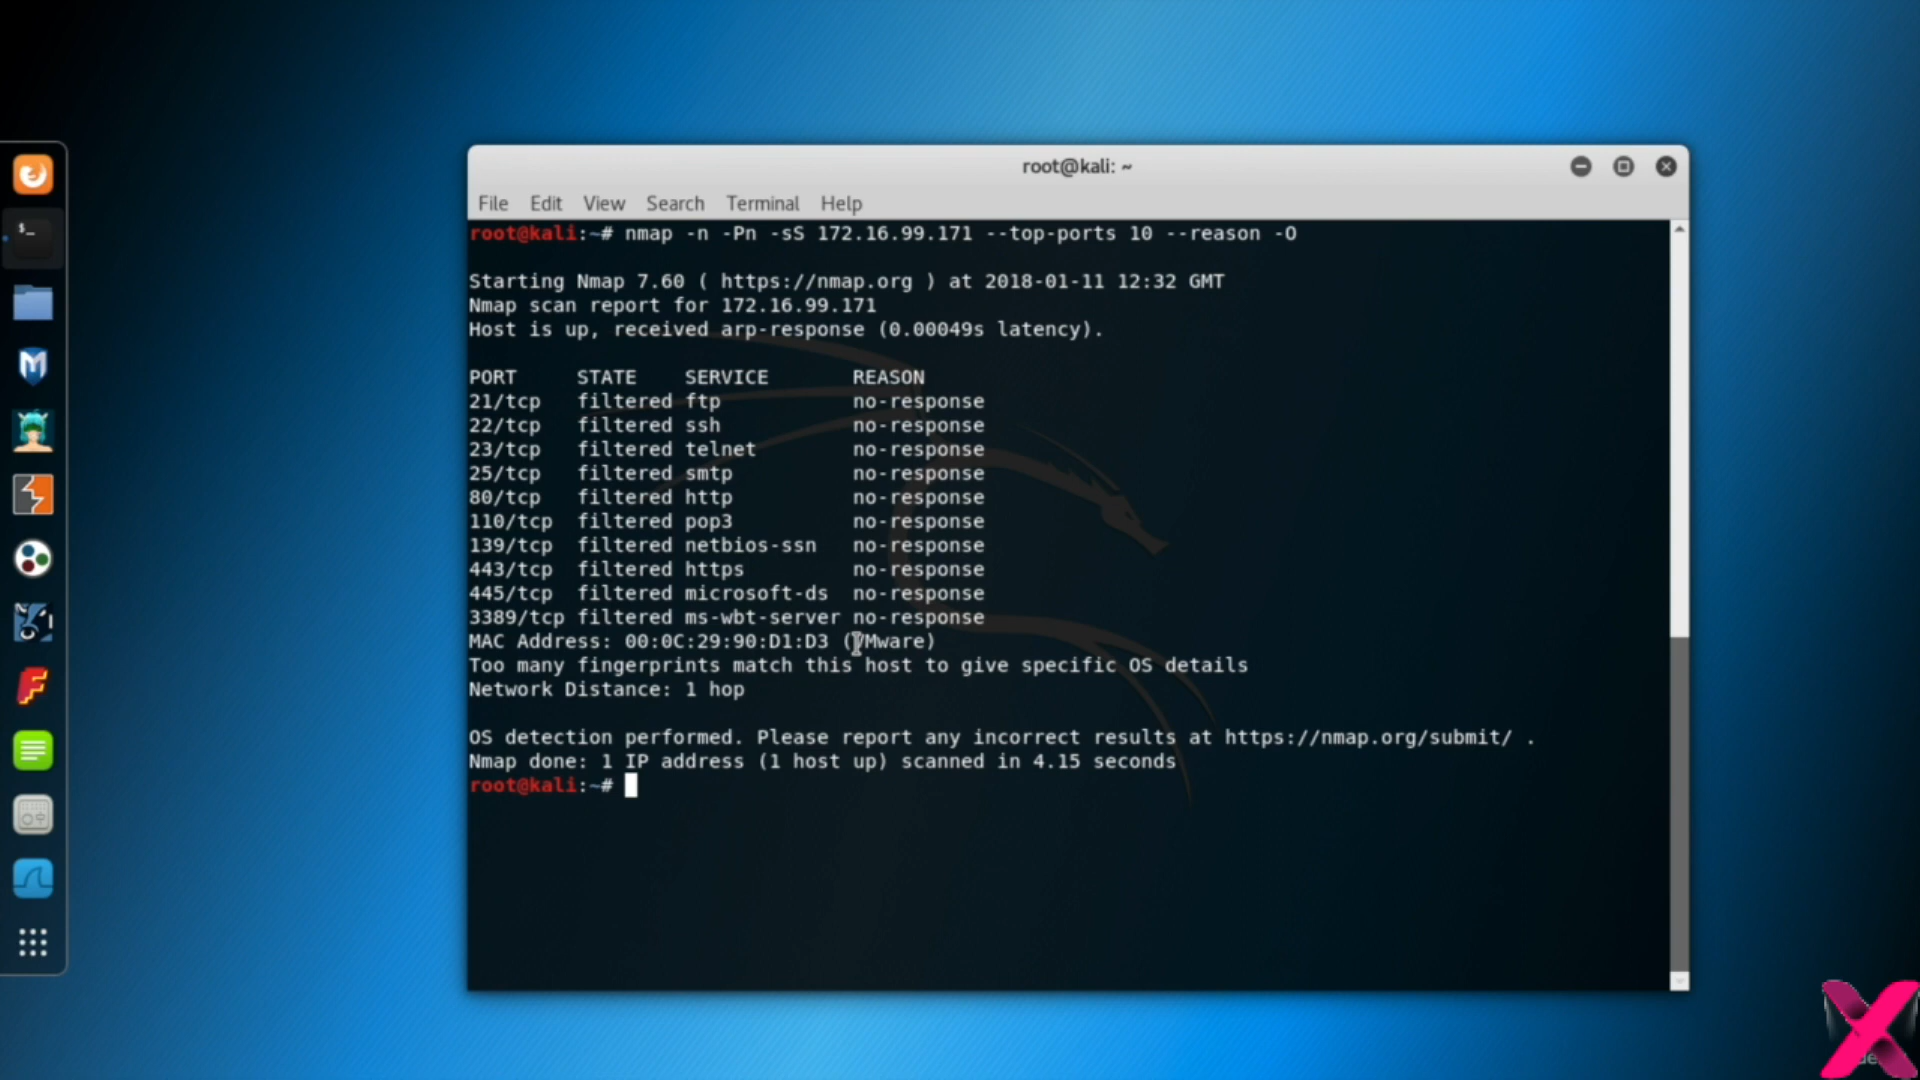 root@kali: ~
File Edit View Search Terminal Help
root@kali:~# nmap -n -Pn -sS 172.16.99.171 --top-ports 10 --reason -O
Starting Nmap 7.60 ( https://nmap.org ) at 2018-01-11 12:32 GMT
Nmap scan report for 172.16.99.171
Host is up, received arp-response (0.00049s latency).
PORT STATE SERVICE REASON
21/tcp filtered ftp no-response
22/tcp filtered ssh no-response
23/tcp filtered telnet no-response
25/tcp filtered smtp no-response
80/tcp filtered http no-response
110/tcp filtered pop3 no-response
139/tcp filtered netbios-ssn no-response
443/tcp filtered https no-response
445/tcp filtered microsoft-ds no-response
3389/tcp filtered ms-wbt-server no-response
MAC Address: 00:0C:29:90:D1:D3 (VMware)
Too many fingerprints match this host to give specific OS details
Network Distance: 1 hop
OS detection performed. Please report any incorrect results at https://nmap.org/submit/ .
Nmap done: 1 IP address (1 host up) scanned in 4.15 seconds
root@kali:~#